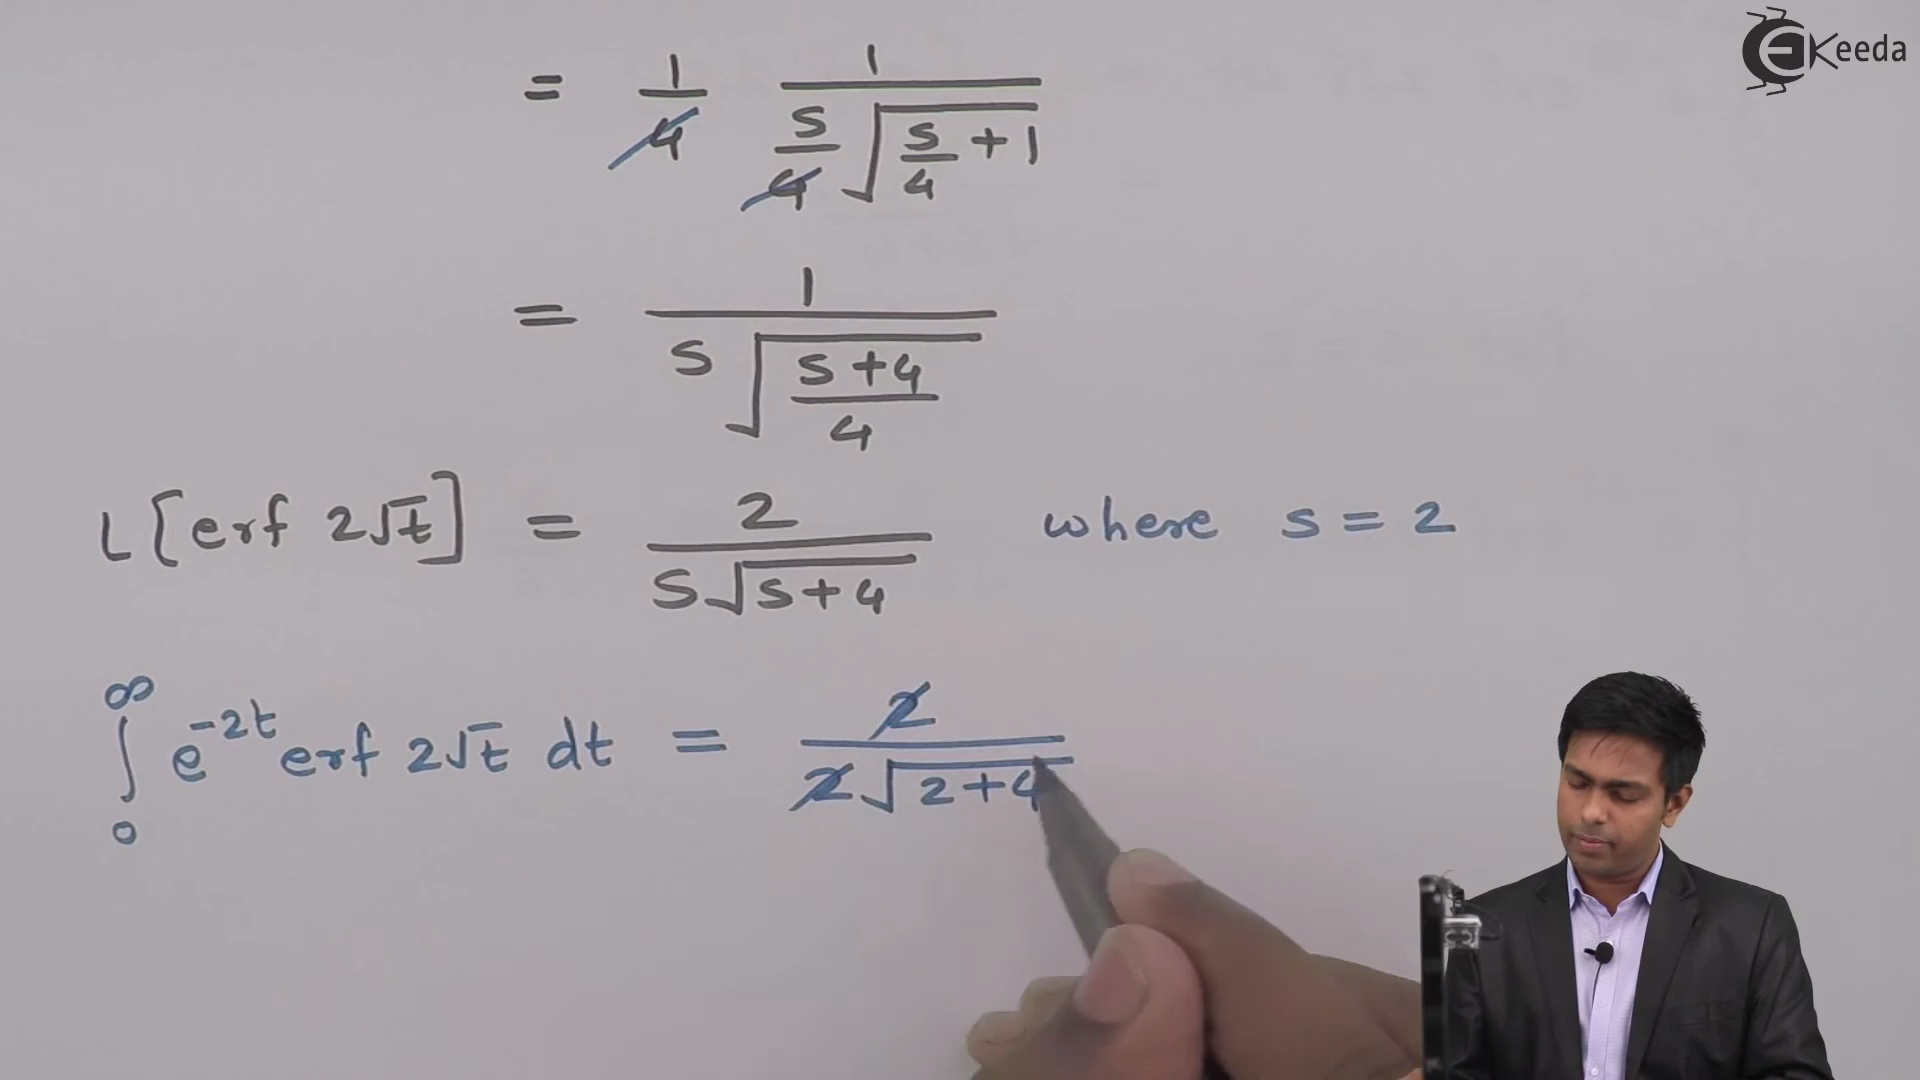 EKeeda
= 1/4 1/(s/4 √(s/4 + 1))
= 1/(s √((s+4)/4))
L[erf 2√t] = 2/(s√(s+4)) where s = 2
∫₀^∞ e^(-2t) erf 2√t dt = 2/(2√(2+4))